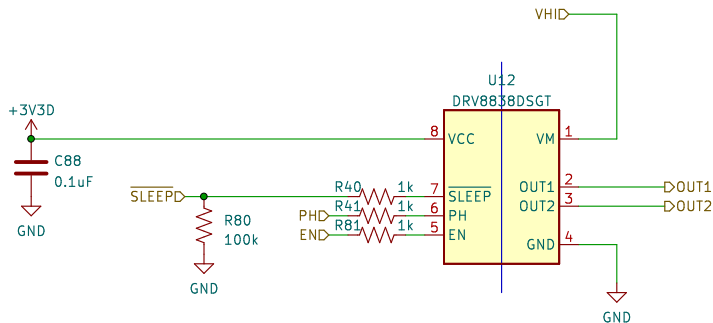 VHI
U12
DRV8838DSGT
+3V3D
8 VCC VM 1
C88
0.1uF
GND
SLEEP R40 1k 7 SLEEP OUT1 2 OUT1
PH R41 1k 6 PH OUT2 3 OUT2
EN R81 1k 5 EN GND 4
R80
100k
GND
GND